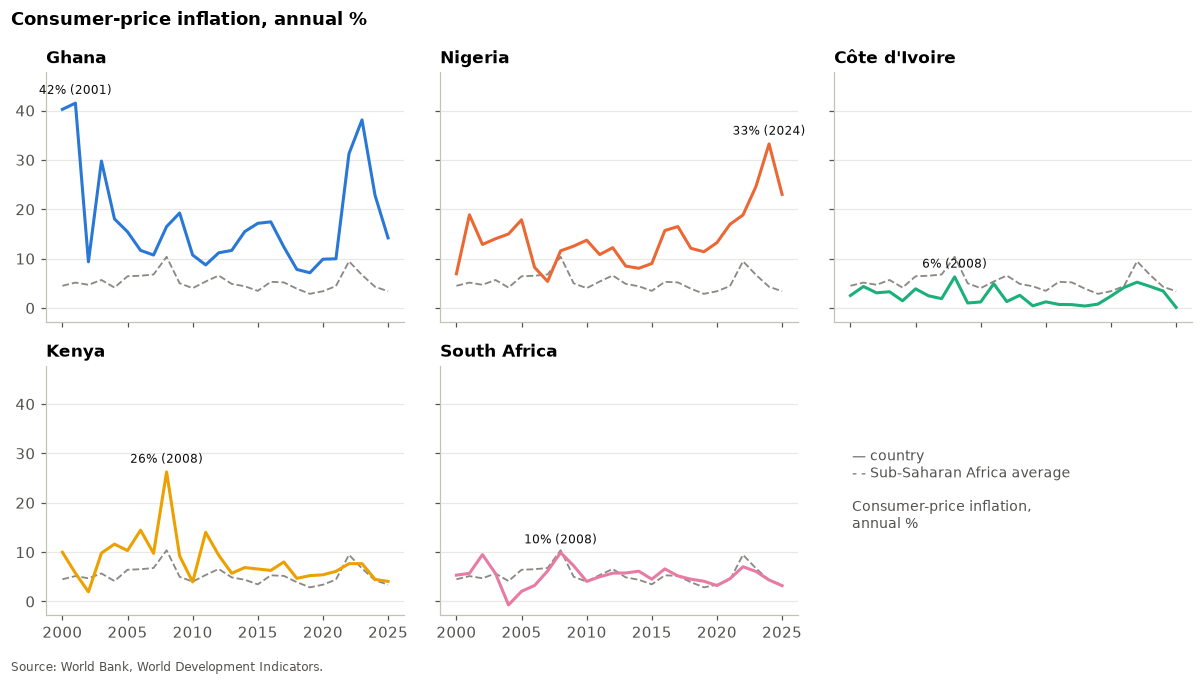 Consumer-price inflation, annual %
Ghana
Nigeria
Côte d'Ivoire
42% (2001)
33% (2024)
6% (2008)
40
30
20
10
0
Kenya
South Africa
26% (2008)
10% (2008)
40
30
20
10
0
— country
- - Sub-Saharan Africa average
Consumer-price inflation,
annual %
2000 2005 2010 2015 2020 2025
2000 2005 2010 2015 2020 2025
Source: World Bank, World Development Indicators.